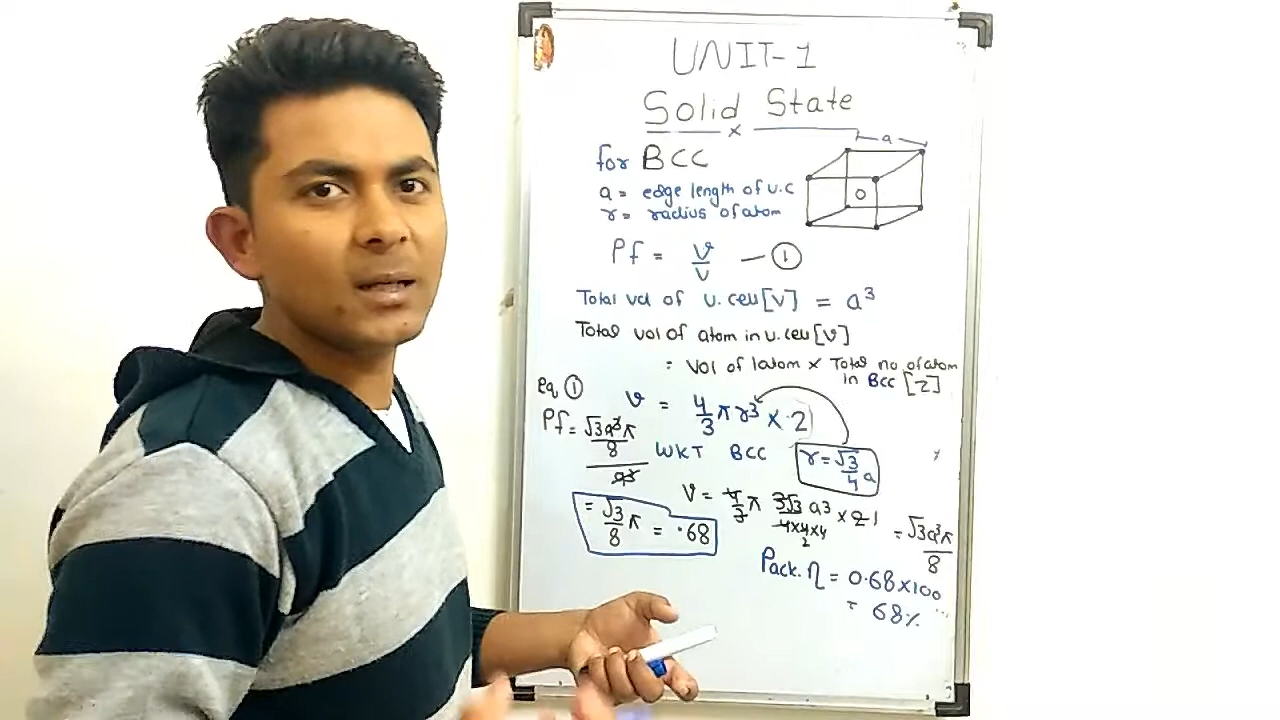 UNIT-1
Solid State
x
a
for BCC
a = edge length of u.c
r = radius of atom
O
Pf = v/V — ①
Total vol of u.cell [V] = a³
Total vol of atom in u.cell [v]
= Vol of 1atom × Total no of atom
in BCC [2]
eq ①
v = 4/3 π r³ × 2
Pf = √3a³π/8 / a³
WKT BCC
r = √3/4 a
V = 4/3 π 3√3 a³/4×4×4 × 2 1
2
= √3a³π/8
= √3/8 π = .68
Pack. η = 0.68×100
= 68%